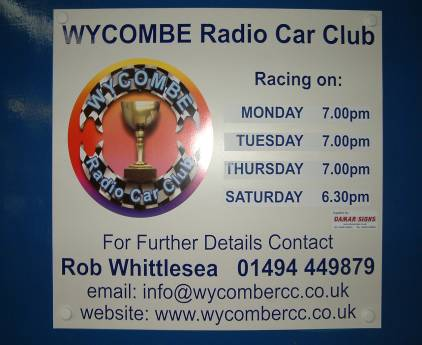 WYCOMBE Radio Car Club
WYCOMBE
Radio Car Club
Racing on:
MONDAY 7.00pm
TUESDAY 7.00pm
THURSDAY 7.00pm
SATURDAY 6.30pm
DAMAR SIGNS
For Further Details Contact
Rob Whittlesea 01494 449879
email: info@wycombercc.co.uk
website: www.wycombercc.co.uk